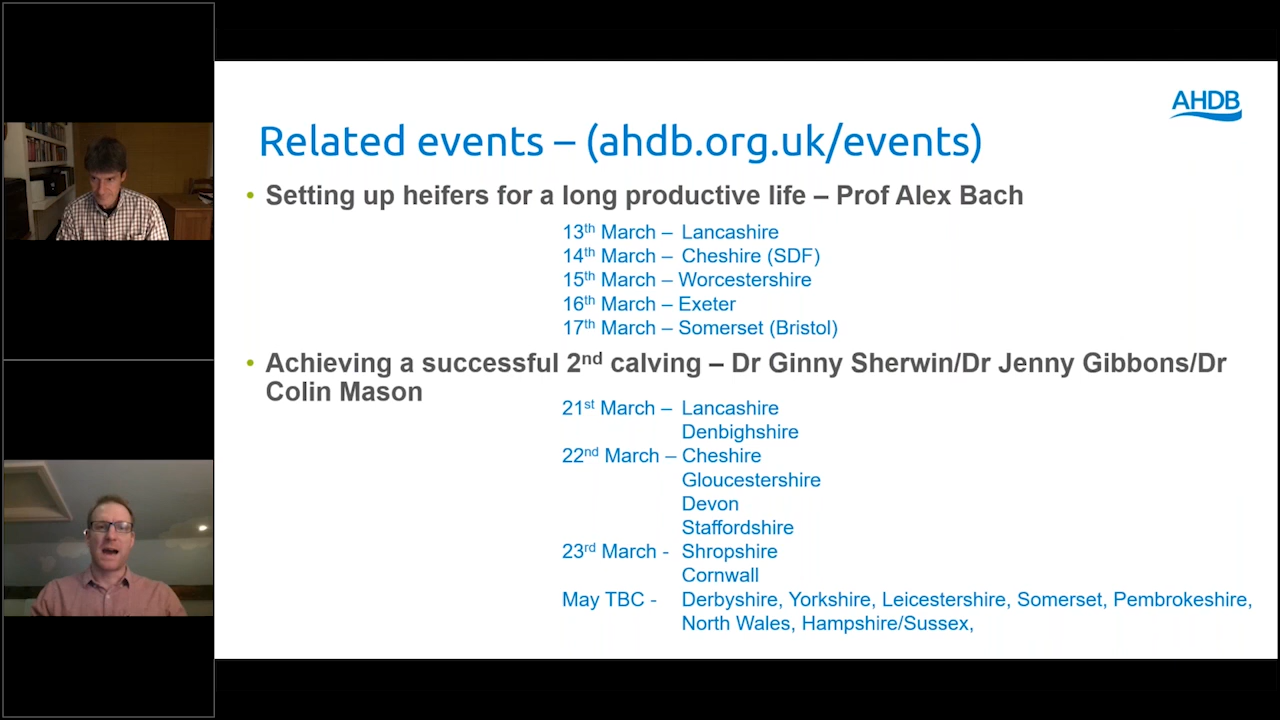 AHDB
Related events – (ahdb.org.uk/events)
• Setting up heifers for a long productive life – Prof Alex Bach
13th March – Lancashire
14th March – Cheshire (SDF)
15th March – Worcestershire
16th March – Exeter
17th March – Somerset (Bristol)
• Achieving a successful 2nd calving – Dr Ginny Sherwin/Dr Jenny Gibbons/Dr
Colin Mason
21st March – Lancashire
Denbighshire
22nd March – Cheshire
Gloucestershire
Devon
Staffordshire
23rd March - Shropshire
Cornwall
May TBC - Derbyshire, Yorkshire, Leicestershire, Somerset, Pembrokeshire,
North Wales, Hampshire/Sussex,